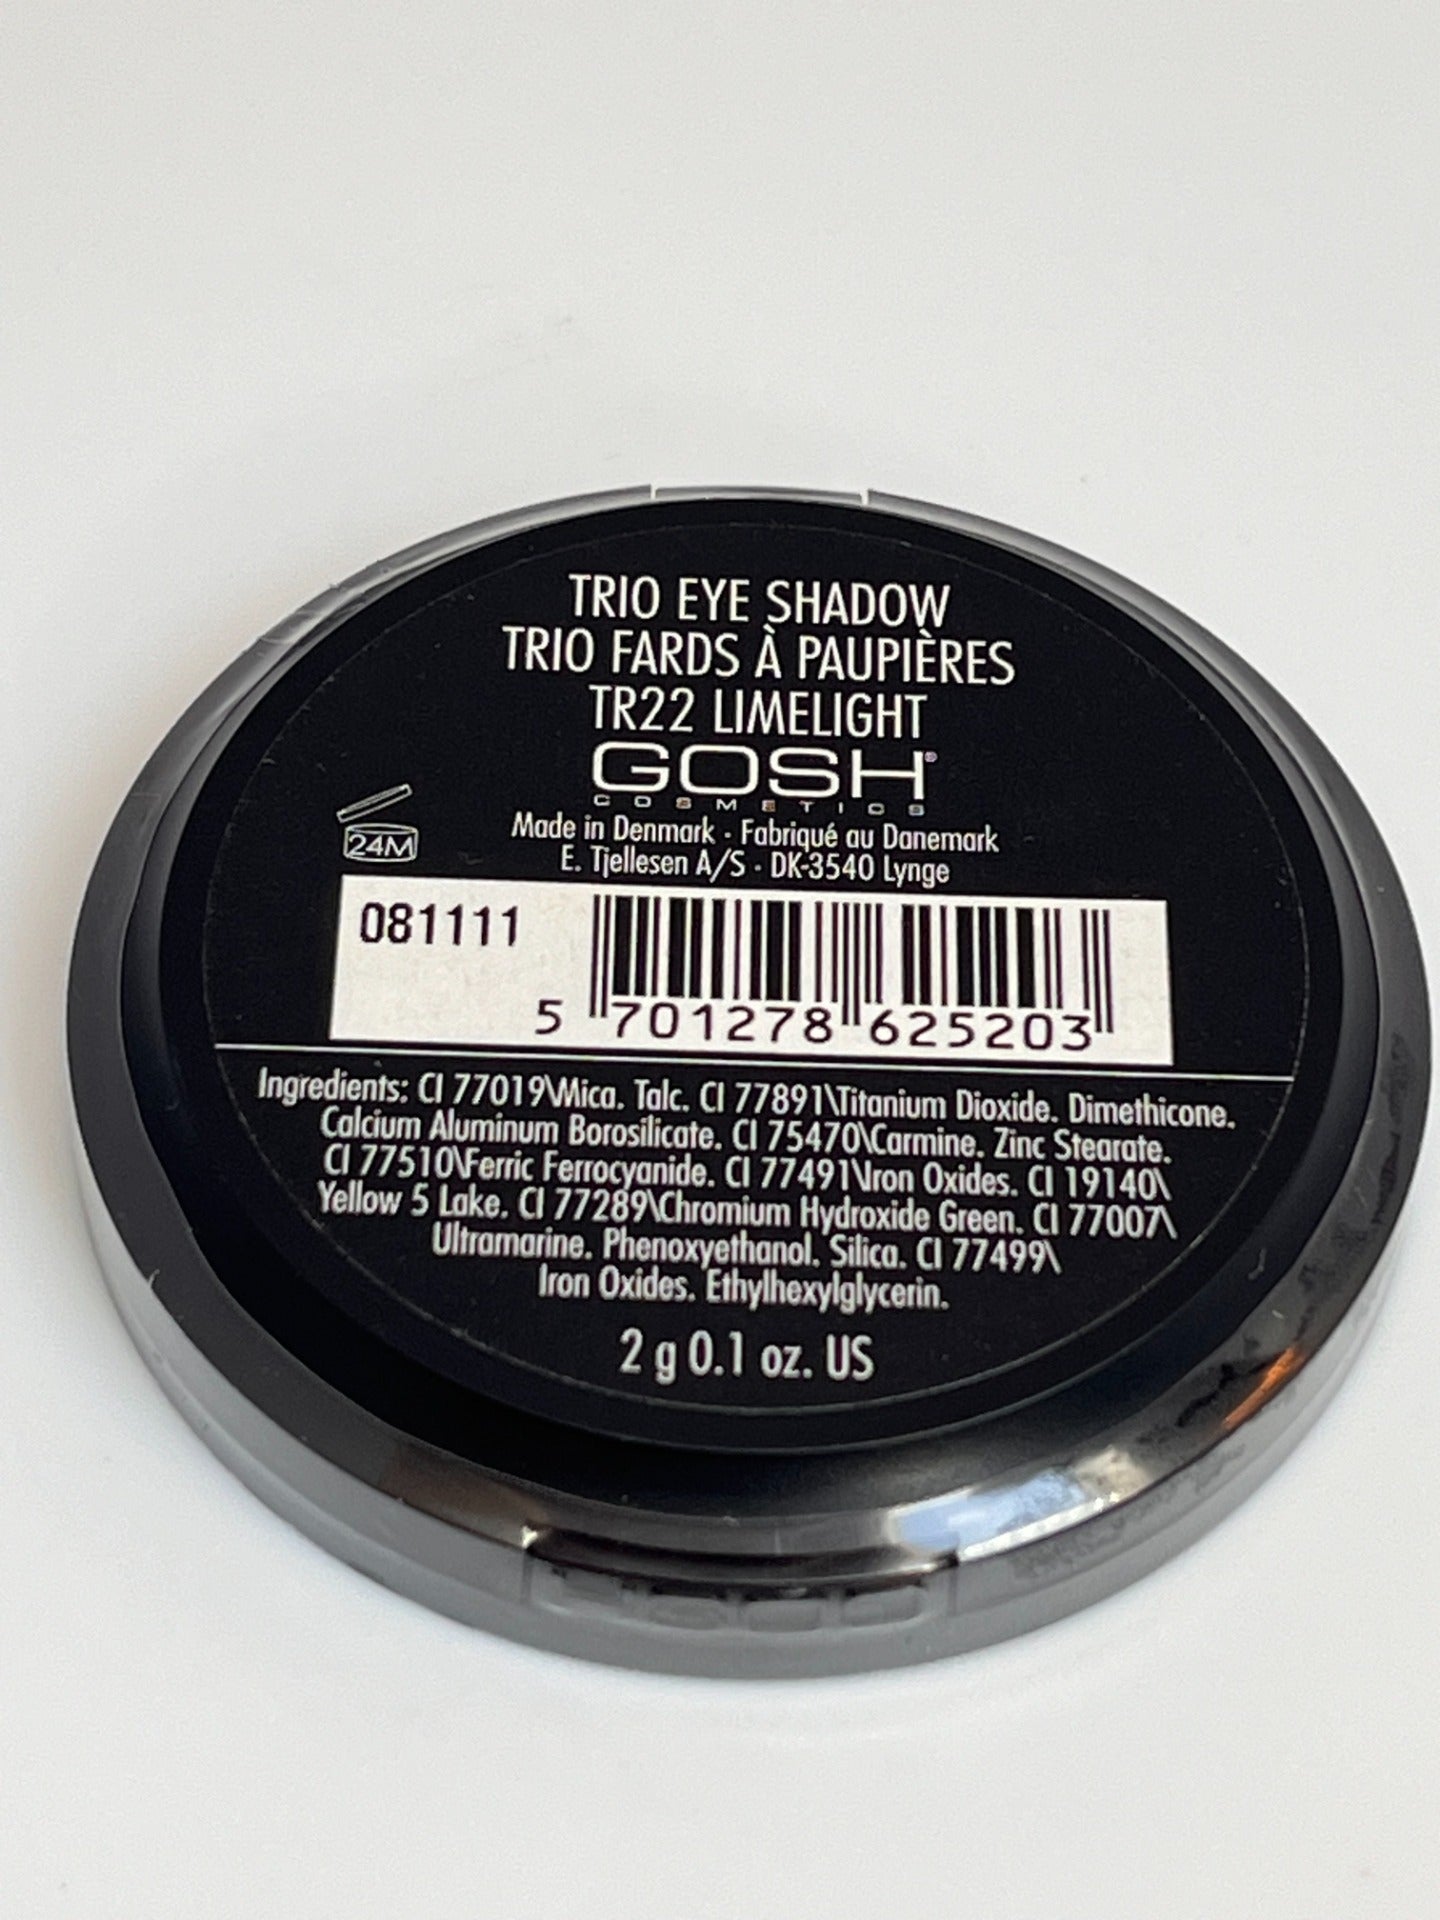 TRIO EYE SHADOW
TRIO FARDS À PAUPIÈRES
TR22 LIMELIGHT
GOSH®
COSMETICS
24M
Made in Denmark · Fabriqué au Danemark
E. Tjellesen A/S · DK-3540 Lynge
081111
5 701278 625203
Ingredients: CI 77019\Mica. Talc. CI 77891\Titanium Dioxide. Dimethicone.
Calcium Aluminum Borosilicate. CI 75470\Carmine. Zinc Stearate.
CI 77510\Ferric Ferrocyanide. CI 77491\Iron Oxides. CI 19140\
Yellow 5 Lake. CI 77289\Chromium Hydroxide Green. CI 77007\
Ultramarine. Phenoxyethanol. Silica. CI 77499\
Iron Oxides. Ethylhexylglycerin.
2 g 0.1 oz. US